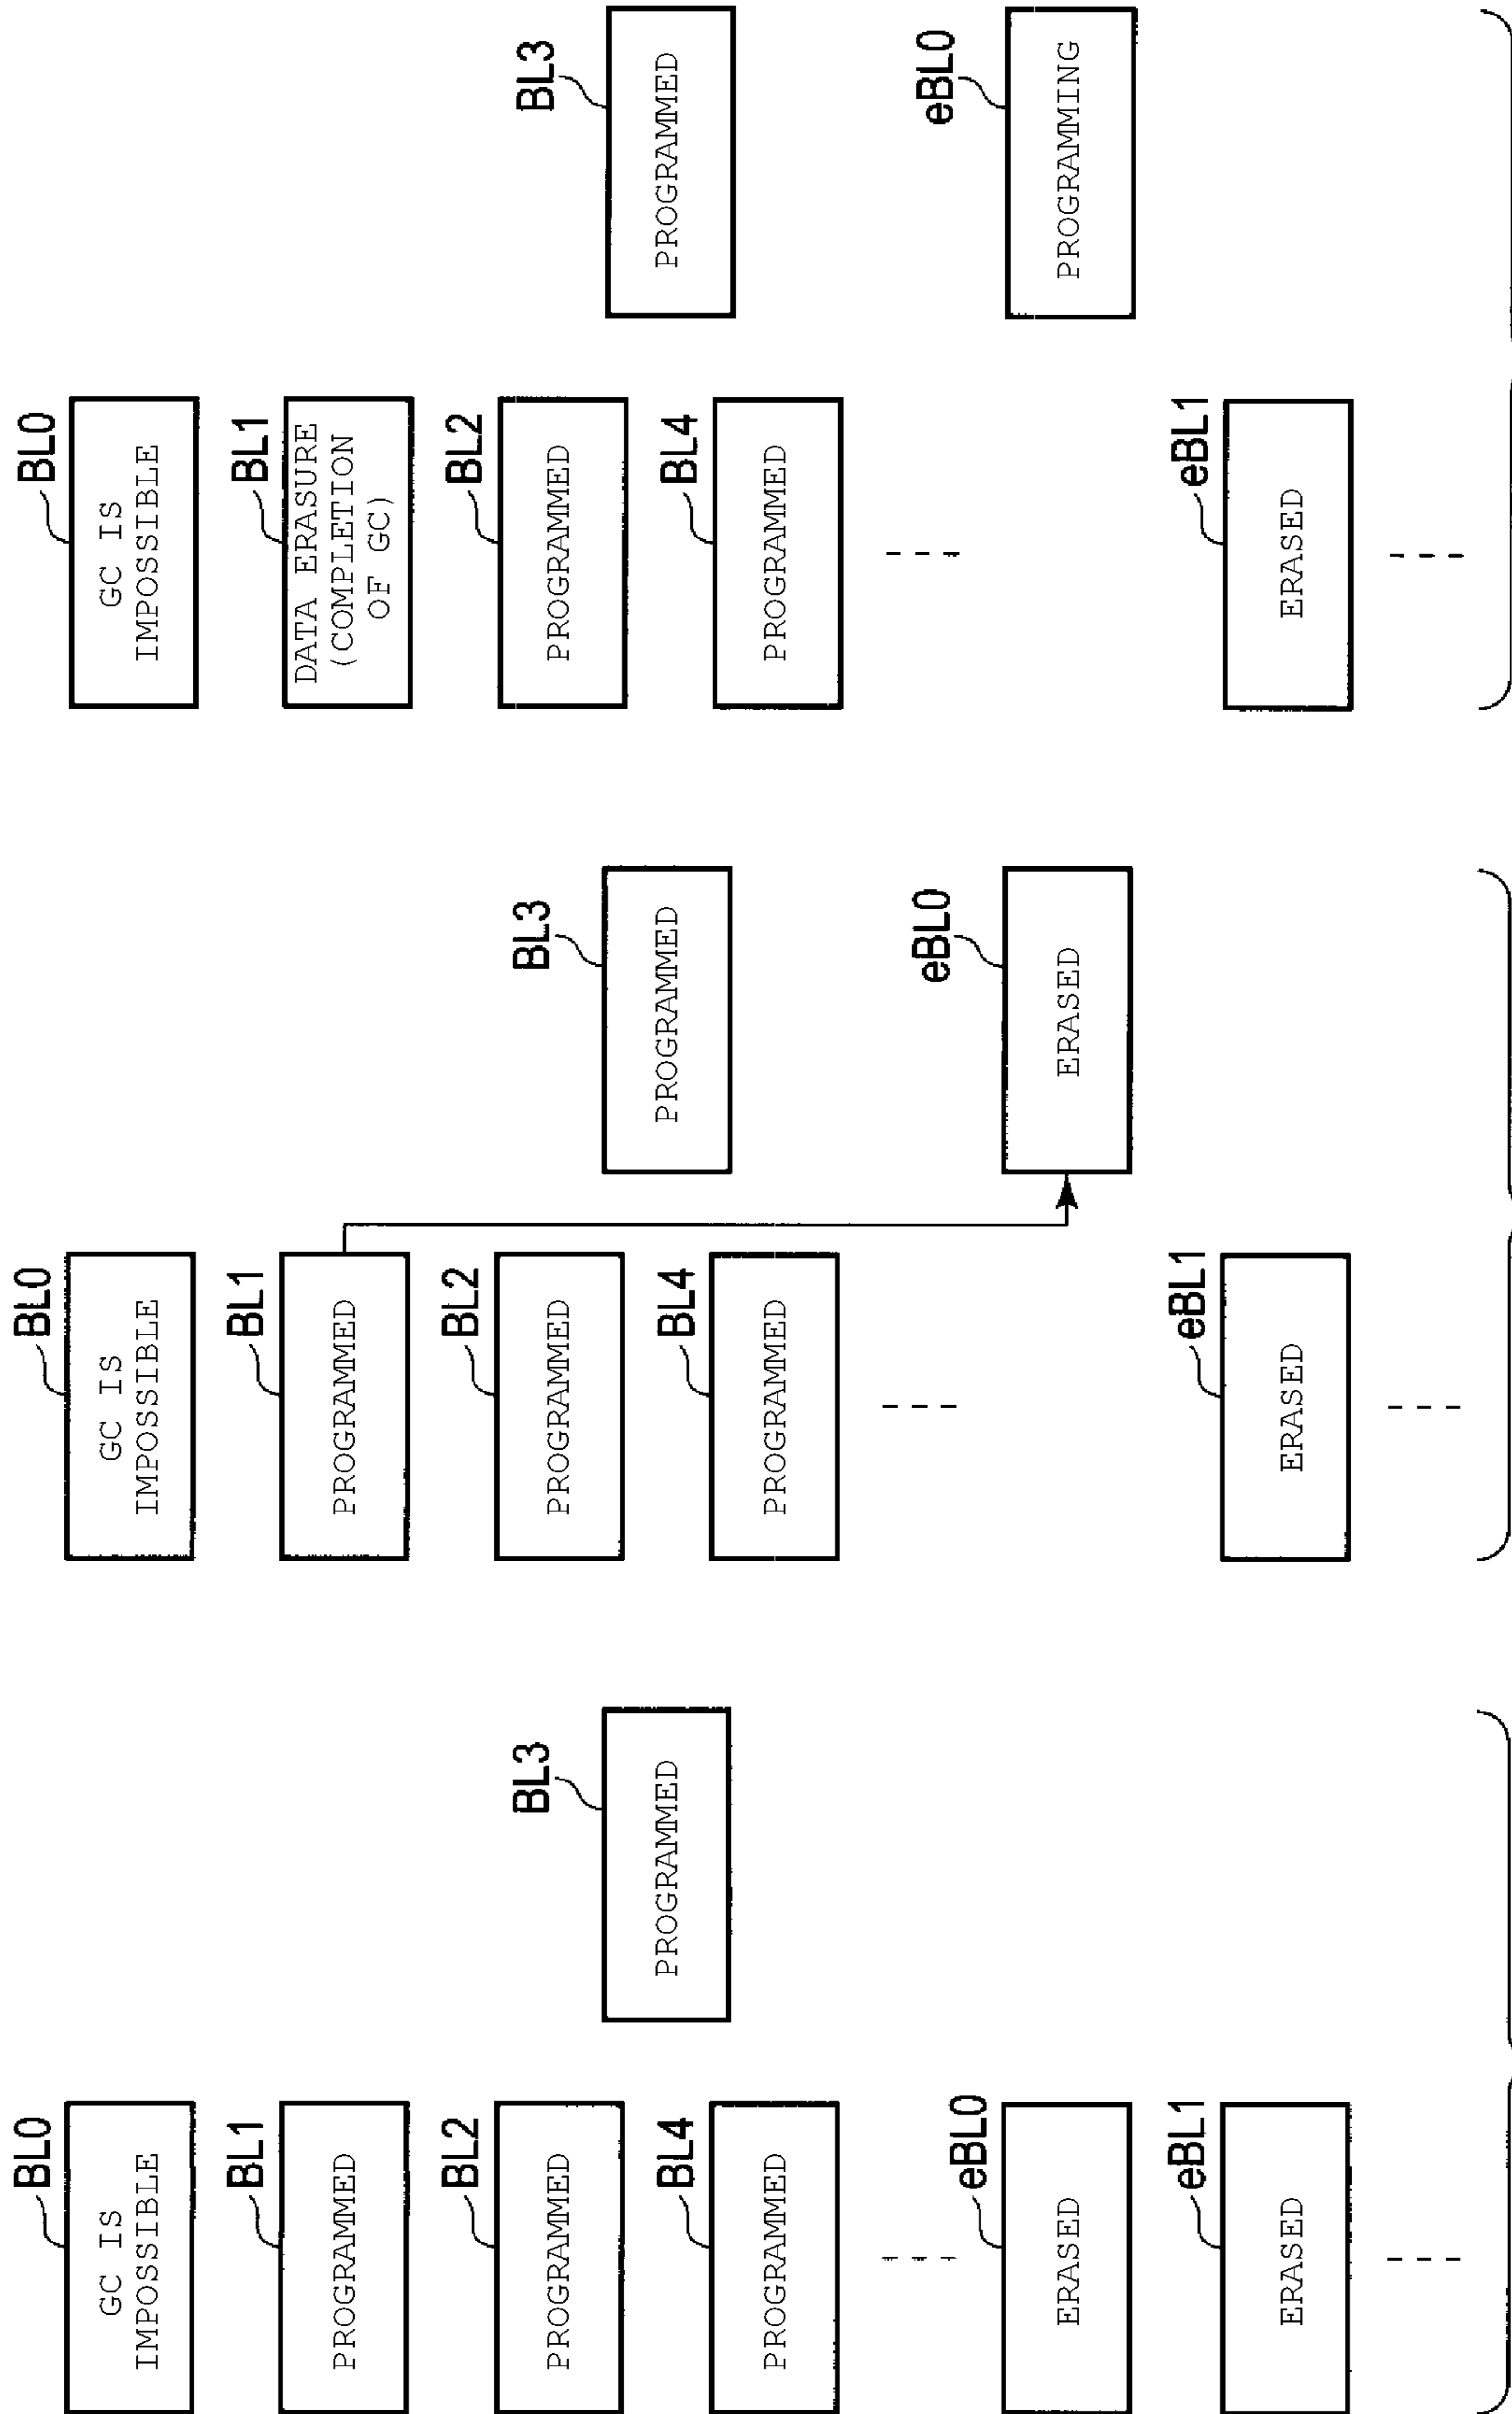 BL0
GC IS
IMPOSSIBLE
BL1
PROGRAMMED
BL2
PROGRAMMED
BL3
PROGRAMMED
BL4
PROGRAMMED
eBL0
ERASED
eBL1
ERASED
BL0
GC IS
IMPOSSIBLE
BL1
PROGRAMMED
BL2
PROGRAMMED
BL3
PROGRAMMED
BL4
PROGRAMMED
eBL0
ERASED
eBL1
ERASED
BL0
GC IS
IMPOSSIBLE
BL1
DATA ERASURE
(COMPLETION
OF GC)
BL2
PROGRAMMED
BL3
PROGRAMMED
BL4
PROGRAMMED
eBL0
PROGRAMMING
eBL1
ERASED